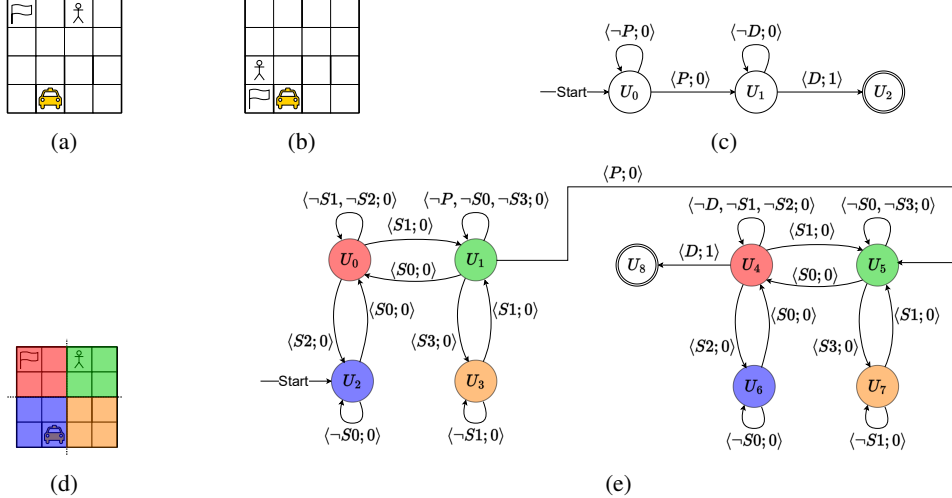 (a)
(b)
⟨¬P; 0⟩
⟨¬D; 0⟩
Start
U0
⟨P; 0⟩
U1
⟨D; 1⟩
U2
(c)
⟨P; 0⟩
⟨¬S1, ¬S2; 0⟩
⟨¬P, ¬S0, ¬S3; 0⟩
⟨S1; 0⟩
U0
⟨S0; 0⟩
U1
⟨S2; 0⟩
⟨S0; 0⟩
⟨S3; 0⟩
⟨S1; 0⟩
Start
U2
U3
⟨¬S0; 0⟩
⟨¬S1; 0⟩
⟨¬D, ¬S1, ¬S2; 0⟩
⟨¬S0, ¬S3; 0⟩
⟨S1; 0⟩
U8
⟨D; 1⟩
U4
⟨S0; 0⟩
U5
⟨S2; 0⟩
⟨S0; 0⟩
⟨S3; 0⟩
⟨S1; 0⟩
U6
U7
⟨¬S0; 0⟩
⟨¬S1; 0⟩
(d)
(e)